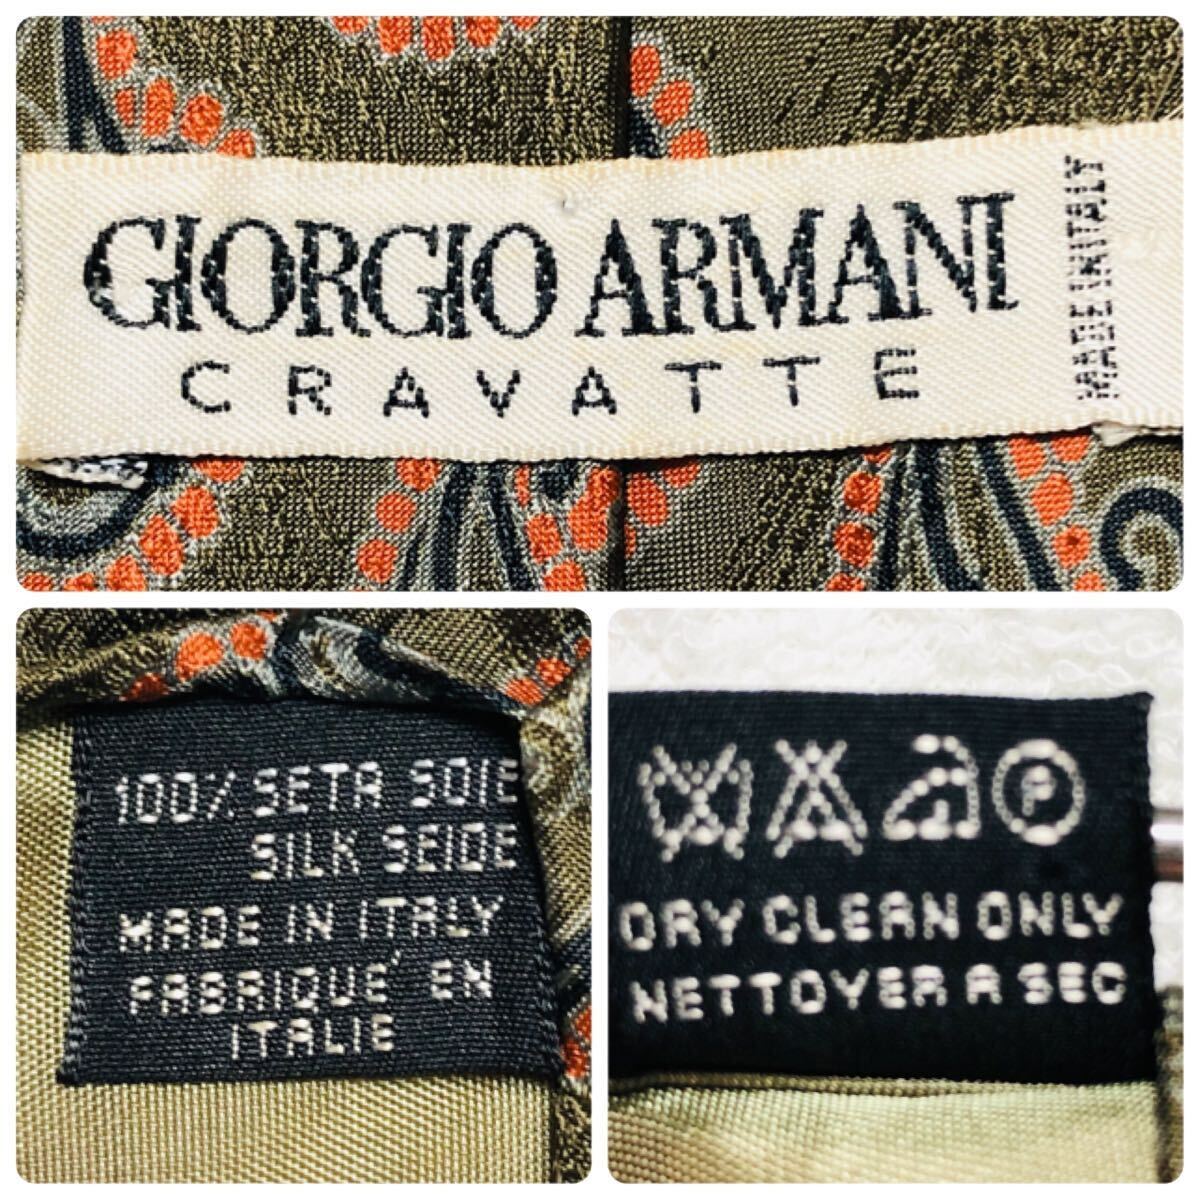 GIORGIO ARMANI
CRAVATTE
MADE IN ITALY
100% SETA SOIE
SILK SEIDE
MADE IN ITALY
FABRIQUÉ EN
ITALIE
P
DRY CLEAN ONLY
NETTOYER A SEC